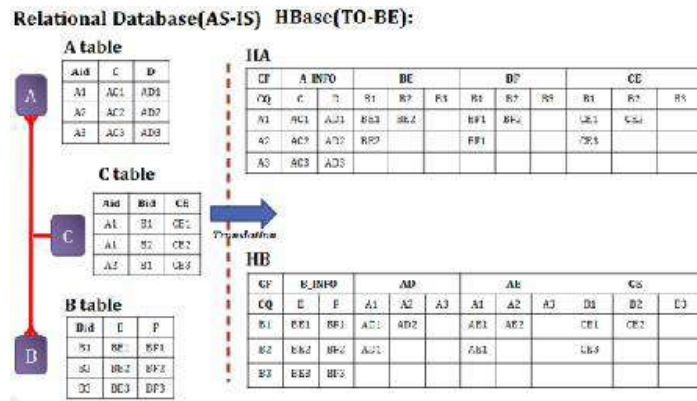 Relational Database(AS-IS) HBase(TO-BE):
A table
Aid C D
A1 AC1 AD1
A2 AC2 AD2
A3 AC3 AD3
A
C table
Aid Bid CE
A1 B1 CE1
A1 B2 CE2
A3 B1 CE3
C
B table
Bid E F
B1 BE1 BF1
BE2 BF2
BE3 BF3
B
Translation
HA
CF A_INFO BE BF CE
CQ C D B1 B2 B3 B1 B2 B3 B1 B2 B3
A1 AC1 AD1 BE1 BE2 BF1 BF2 CE1 CE2
A2 AC2 AD2 BE2 BF1 CE3
A3 AC3 AD3
HB
CF B_INFO AD AE CE
CQ E F A1 A2 A3 A1 A2 A3 B1 B2 B3
B1 BE1 BF1 AD1 AD2 AE1 AE2 CE1 CE2
B2 BE2 BF2 AD1 AE1 CE3
B3 BE3 BF3